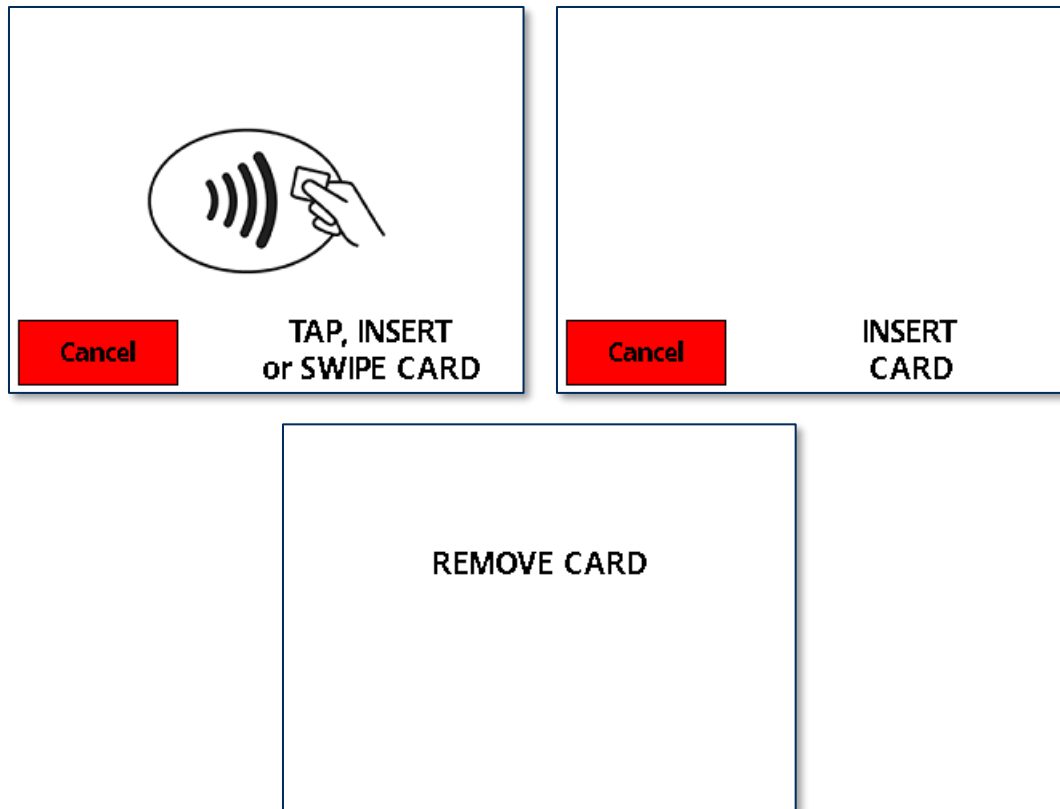 Cancel
TAP, INSERT
or SWIPE CARD
Cancel
INSERT
CARD
REMOVE CARD